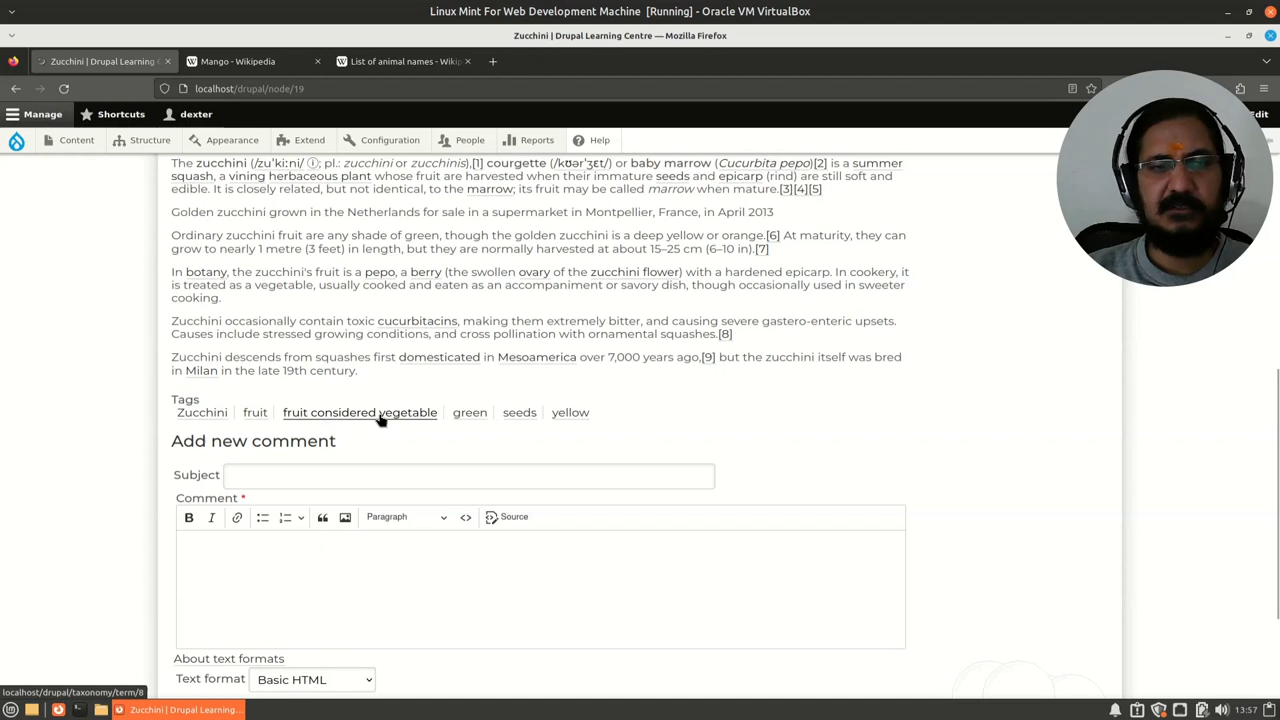 Linux Mint For Web Development Machine [Running] - Oracle VM VirtualBox
Zucchini | Drupal Learning Centre — Mozilla Firefox
Zucchini | Drupal Learning
Mango - Wikipedia
List of animal names - Wikip
localhost/drupal/node/19
Manage
Shortcuts
dexter
Edit
Content
Structure
Appearance
Extend
Configuration
People
Reports
Help
The zucchini (/zuˈkiːni/ ⓘ; pl.: zucchini or zucchinis),[1] courgette (/kʊərˈʒɛt/) or baby marrow (Cucurbita pepo)[2] is a summer
squash, a vining herbaceous plant whose fruit are harvested when their immature seeds and epicarp (rind) are still soft and
edible. It is closely related, but not identical, to the marrow; its fruit may be called marrow when mature.[3][4][5]
Golden zucchini grown in the Netherlands for sale in a supermarket in Montpellier, France, in April 2013
Ordinary zucchini fruit are any shade of green, though the golden zucchini is a deep yellow or orange.[6] At maturity, they can
grow to nearly 1 metre (3 feet) in length, but they are normally harvested at about 15–25 cm (6–10 in).[7]
In botany, the zucchini's fruit is a pepo, a berry (the swollen ovary of the zucchini flower) with a hardened epicarp. In cookery, it
is treated as a vegetable, usually cooked and eaten as an accompaniment or savory dish, though occasionally used in sweeter
cooking.
Zucchini occasionally contain toxic cucurbitacins, making them extremely bitter, and causing severe gastero-enteric upsets.
Causes include stressed growing conditions, and cross pollination with ornamental squashes.[8]
Zucchini descends from squashes first domesticated in Mesoamerica over 7,000 years ago,[9] but the zucchini itself was bred
in Milan in the late 19th century.
Tags
Zucchini fruit fruit considered vegetable green seeds yellow
Add new comment
Subject
Comment *
B I Paragraph Source
About text formats
Text format Basic HTML
localhost/drupal/taxonomy/term/8
Zucchini | Drupal Learning...
13:57